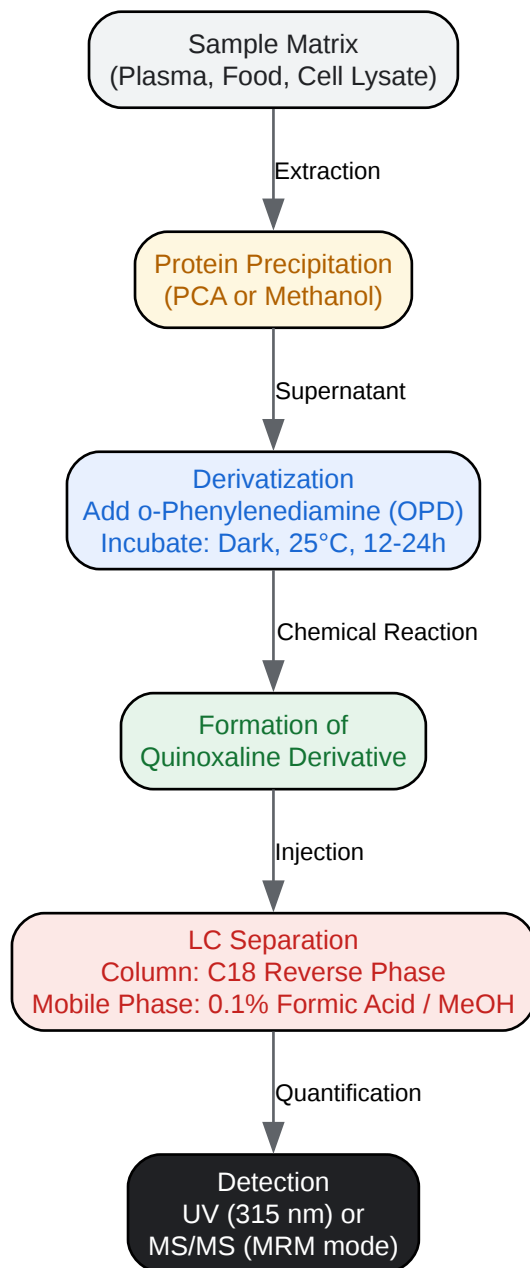 Sample Matrix
(Plasma, Food, Cell Lysate)
Extraction
Protein Precipitation
(PCA or Methanol)
Supernatant
Derivatization
Add o-Phenylenediamine (OPD)
Incubate: Dark, 25°C, 12-24h
Chemical Reaction
Formation of
Quinoxaline Derivative
Injection
LC Separation
Column: C18 Reverse Phase
Mobile Phase: 0.1% Formic Acid / MeOH
Quantification
Detection
UV (315 nm) or
MS/MS (MRM mode)